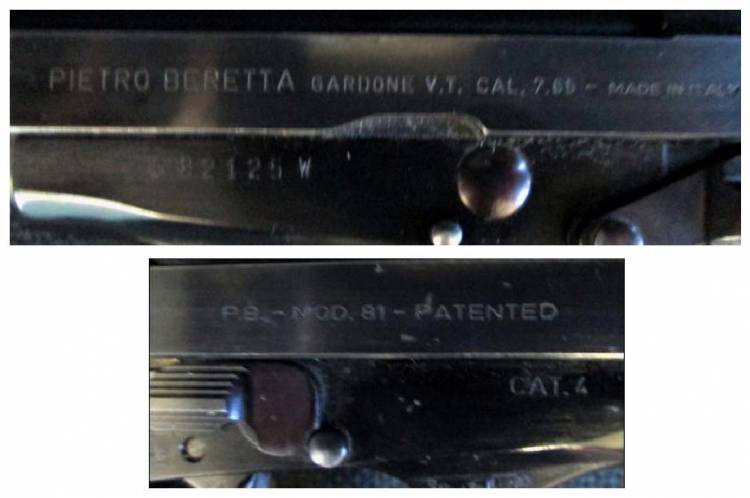 PIETRO BERETTA GARDONE V.T. CAL. 7,65 - MADE IN ITALY
82125 W
P.B. - MOD. 81 - PATENTED
CAT. 4